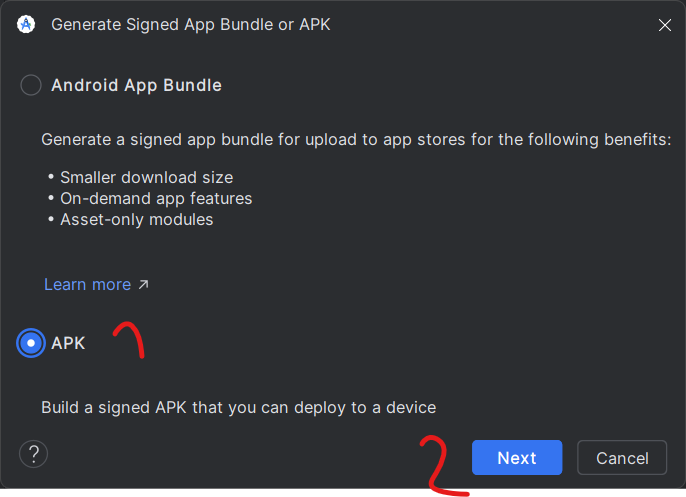 Generate Signed App Bundle or APK
Android App Bundle
Generate a signed app bundle for upload to app stores for the following benefits:
• Smaller download size
• On-demand app features
• Asset-only modules
Learn more ↗
APK 1
Build a signed APK that you can deploy to a device
? 2 Next Cancel